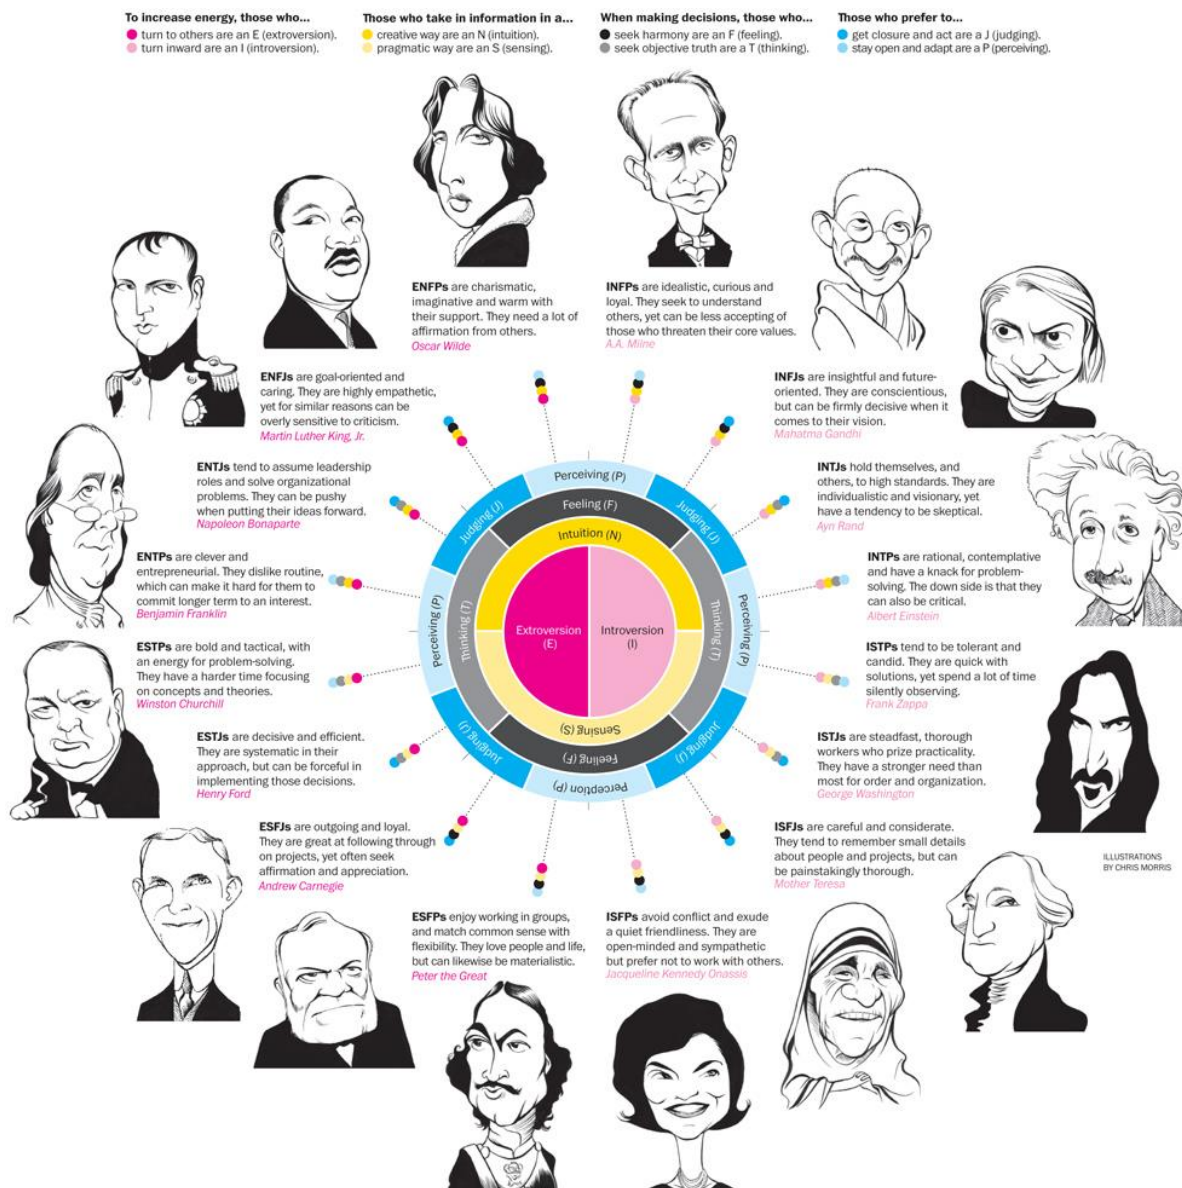 To increase energy, those who...
turn to others are an E (extroversion).
turn inward are an I (introversion).
Those who take in information in a...
creative way are an N (intuition).
pragmatic way are an S (sensing).
When making decisions, those who...
seek harmony are an F (feeling).
seek objective truth are a T (thinking).
Those who prefer to...
get closure and act are a J (judging).
stay open and adapt are a P (perceiving).
ENFPs are charismatic,
imaginative and warm with
their support. They need a lot of
affirmation from others.
Oscar Wilde
INFPs are idealistic, curious and
loyal. They seek to understand
others, yet can be less accepting of
those who threaten their core values.
A.A. Milne
ENFJs are goal-oriented and
caring. They are highly empathetic,
yet for similar reasons can be
overly sensitive to criticism.
Martin Luther King, Jr.
INFJs are insightful and future-
oriented. They are conscientious,
but can be firmly decisive when it
comes to their vision.
Mahatma Gandhi
ENTJs tend to assume leadership
roles and solve organizational
problems. They can be pushy
when putting their ideas forward.
Napoleon Bonaparte
INTJs hold themselves, and
others, to high standards. They are
individualistic and visionary, yet
have a tendency to be skeptical.
Ayn Rand
ENTPs are clever and
entrepreneurial. They dislike routine,
which can make it hard for them to
commit longer term to an interest.
Benjamin Franklin
INTPs are rational, contemplative
and have a knack for problem-
solving. The down side is that they
can also be critical.
Albert Einstein
ESTPs are bold and tactical, with
an energy for problem-solving.
They have a harder time focusing
on concepts and theories.
Winston Churchill
ISTPs tend to be tolerant and
candid. They are quick with
solutions, yet spend a lot of time
silently observing.
Frank Zappa
ESTJs are decisive and efficient.
They are systematic in their
approach, but can be forceful in
implementing those decisions.
Henry Ford
ISTJs are steadfast, thorough
workers who prize practicality.
They have a stronger need than
most for order and organization.
George Washington
ESFJs are outgoing and loyal.
They are great at following through
on projects, yet often seek
affirmation and appreciation.
Andrew Carnegie
ISFJs are careful and considerate.
They tend to remember small details
about people and projects, but can
be painstakingly thorough.
Mother Teresa
ESFPs enjoy working in groups,
and match common sense with
flexibility. They love people and life,
but can likewise be materialistic.
Peter the Great
ISFPs avoid conflict and exude
a quiet friendliness. They are
open-minded and sympathetic
but prefer not to work with others.
Jacqueline Kennedy Onassis
Perceiving (P)
Judging (J)
Judging (J)
Feeling (F)
Intuition (N)
Perceiving (P)
Thinking (T)
Extroversion
(E)
Introversion
(I)
Thinking (T)
Perceiving (P)
Sensing (S)
Feeling (F)
Judging (J)
Judging (J)
Perception (P)
ILLUSTRATIONS
BY CHRIS MORRIS